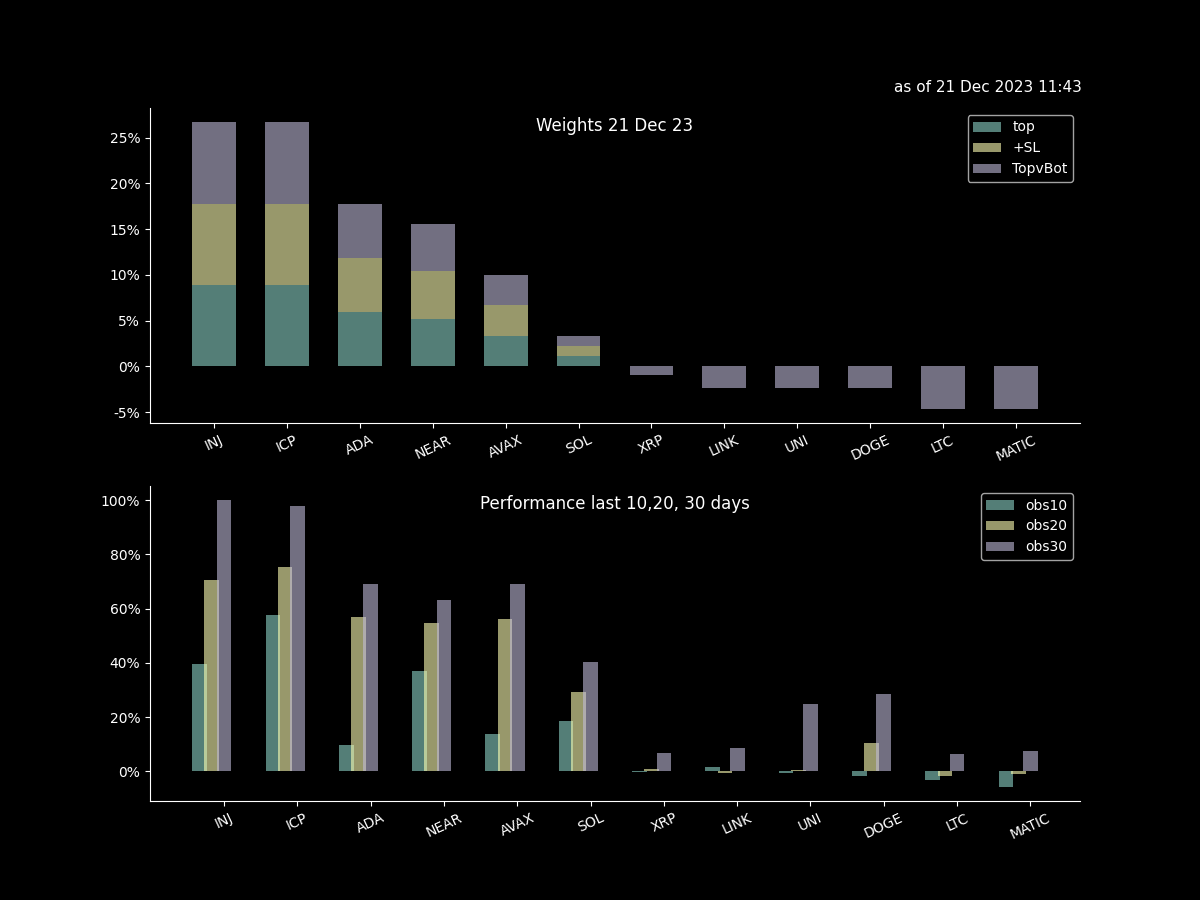 as of 21 Dec 2023 11:43
Weights 21 Dec 23
top
+SL
TopvBot
25%
20%
15%
10%
5%
0%
-5%
INJ ICP ADA NEAR AVAX SOL XRP LINK UNI DOGE LTC MATIC
Performance last 10,20, 30 days
obs10
obs20
obs30
100%
80%
60%
40%
20%
0%
INJ ICP ADA NEAR AVAX SOL XRP LINK UNI DOGE LTC MATIC